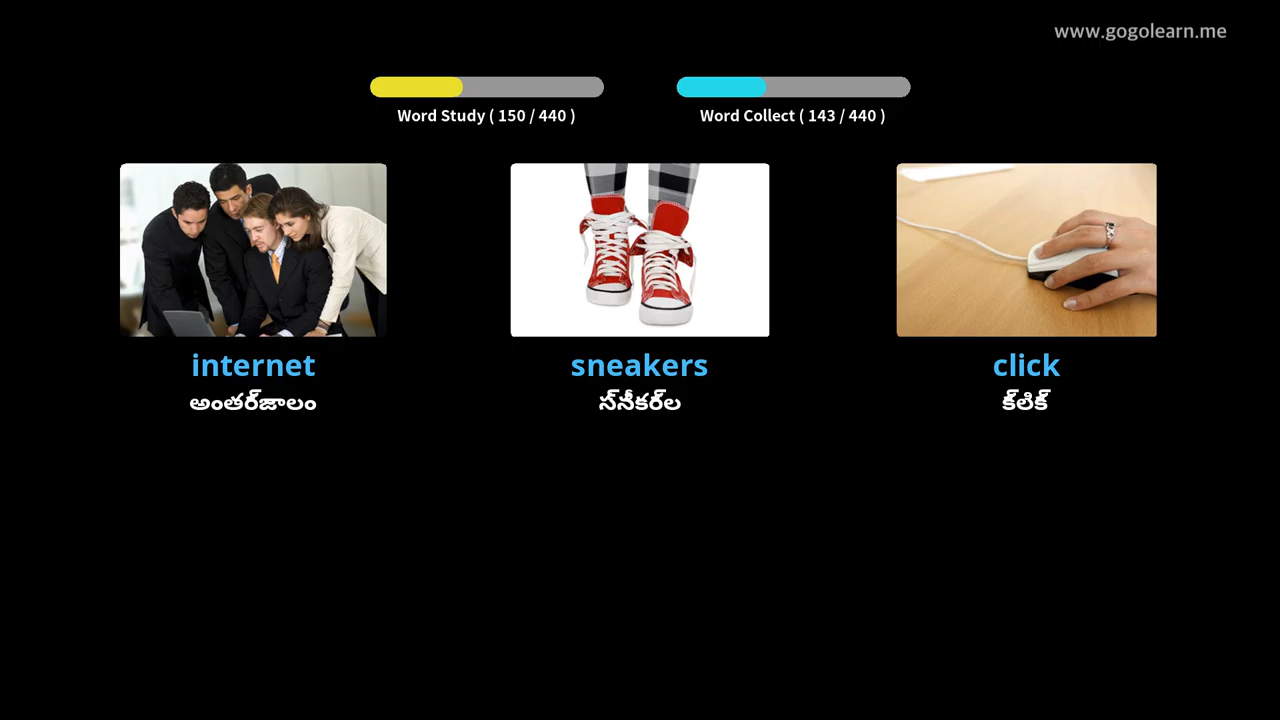 www.gogolearn.me
Word Study ( 150 / 440 )
Word Collect ( 143 / 440 )
internet
sneakers
click
అంతర్‌జాలం
స్‌నీకర్‌ల
క్‌లిక్